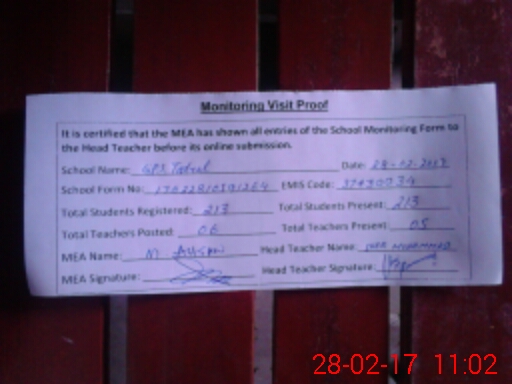 Monitoring Visit Proof
It is certified that the MEA has shown all entries of the School Monitoring Form to
the Head Teacher before its online submission.
School Name: GPS Date: 28-02-2017
School Form No: EMIS Code:
Total Students Registered: 213 Total Students Present: 213
Total Teachers Posted: 06 Total Teachers Present: 05
MEA Name: M Head Teacher Name:
MEA Signature: Head Teacher Signature:
28-02-17 11:02